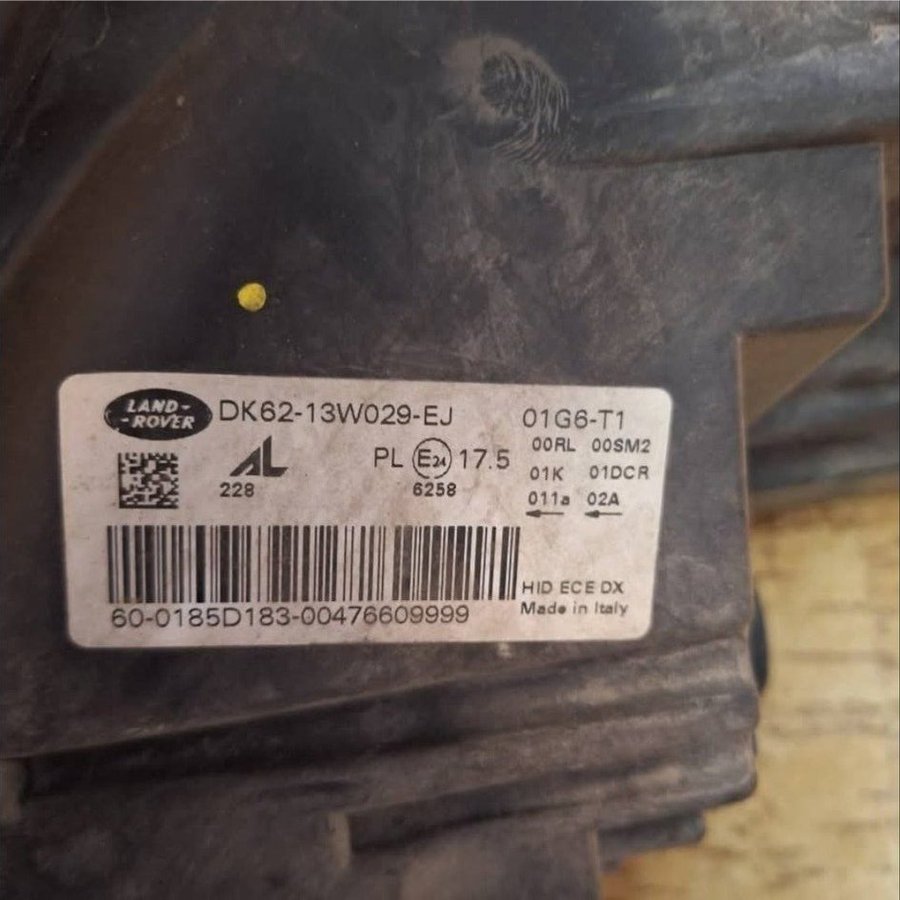 LAND-
-ROVER
DK62-13W029-EJ
01G6-T1
AL
228
PL E24 17.5
6258
00RL 00SM2
01K 01DCR
011a 02A
60-0185D183-00476609999
HID ECE DX
Made in Italy